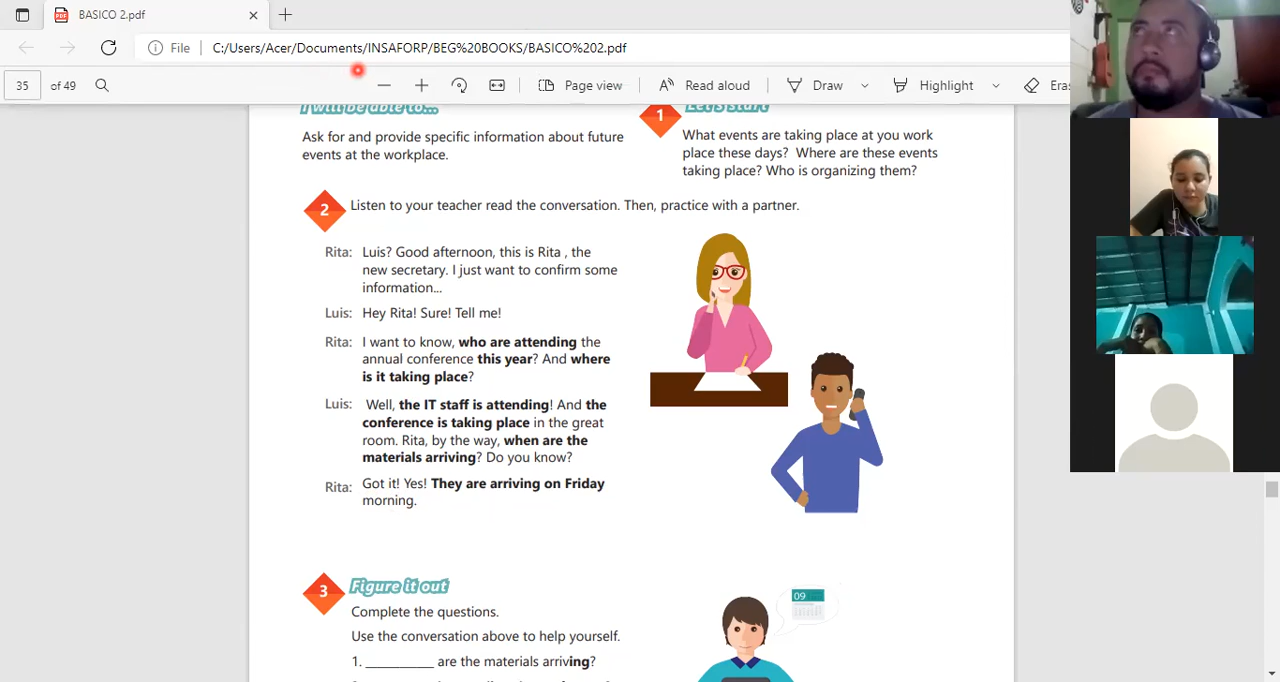 BASICO 2.pdf
File
C:/Users/Acer/Documents/INSAFORP/BEG%20BOOKS/BASICO%202.pdf
35 of 49
Page view
Read aloud
Draw
Highlight
Eras
I will be able to...
Ask for and provide specific information about future
events at the workplace.
1
Let's start
What events are taking place at you work
place these days? Where are these events
taking place? Who is organizing them?
2
Listen to your teacher read the conversation. Then, practice with a partner.
Rita: Luis? Good afternoon, this is Rita , the
new secretary. I just want to confirm some
information...
Luis: Hey Rita! Sure! Tell me!
Rita: I want to know, who are attending the
annual conference this year? And where
is it taking place?
Luis: Well, the IT staff is attending! And the
conference is taking place in the great
room. Rita, by the way, when are the
materials arriving? Do you know?
Rita: Got it! Yes! They are arriving on Friday
morning.
3
Figure it out
Complete the questions.
Use the conversation above to help yourself.
1. __________ are the materials arriving?
09